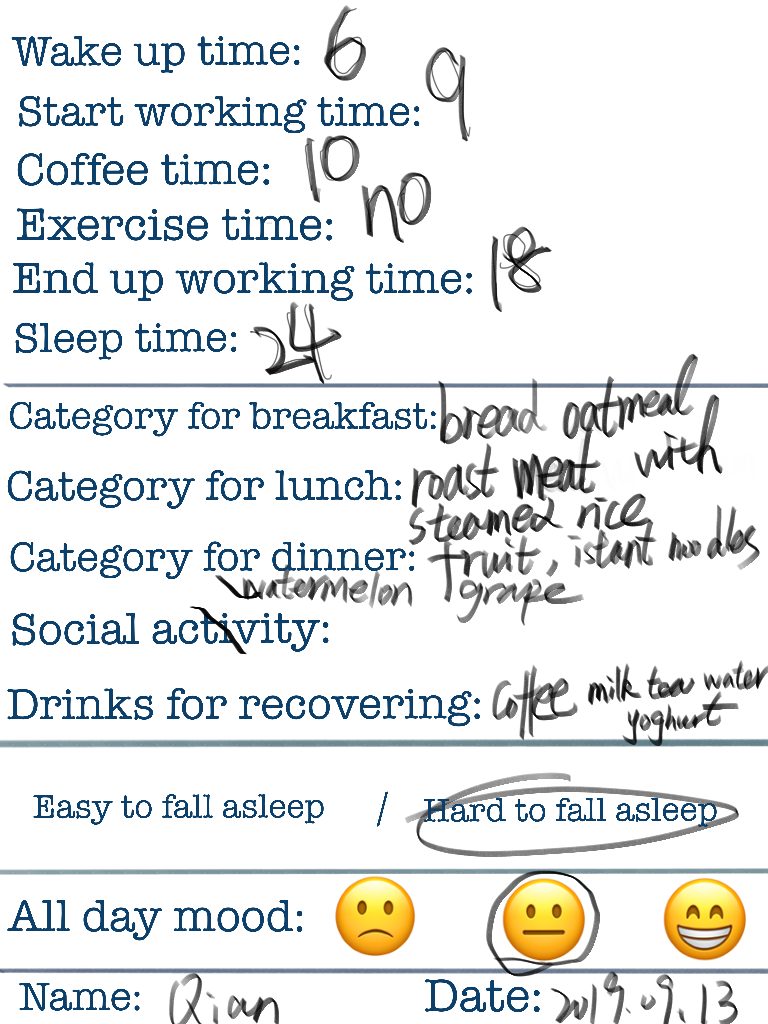 Wake up time: 6
Start working time: 9
Coffee time: 10
Exercise time: no
End up working time: 18
Sleep time: 24
Category for breakfast: bread oatmeal
Category for lunch: roast meat with
steamed rice
Category for dinner: fruit, istant noodles
watermelon grape
Social activity:
Drinks for recovering: Coffee milk tea water
yoghurt
Easy to fall asleep / Hard to fall asleep
All day mood:
Name: Qian Date: 2019.09.13